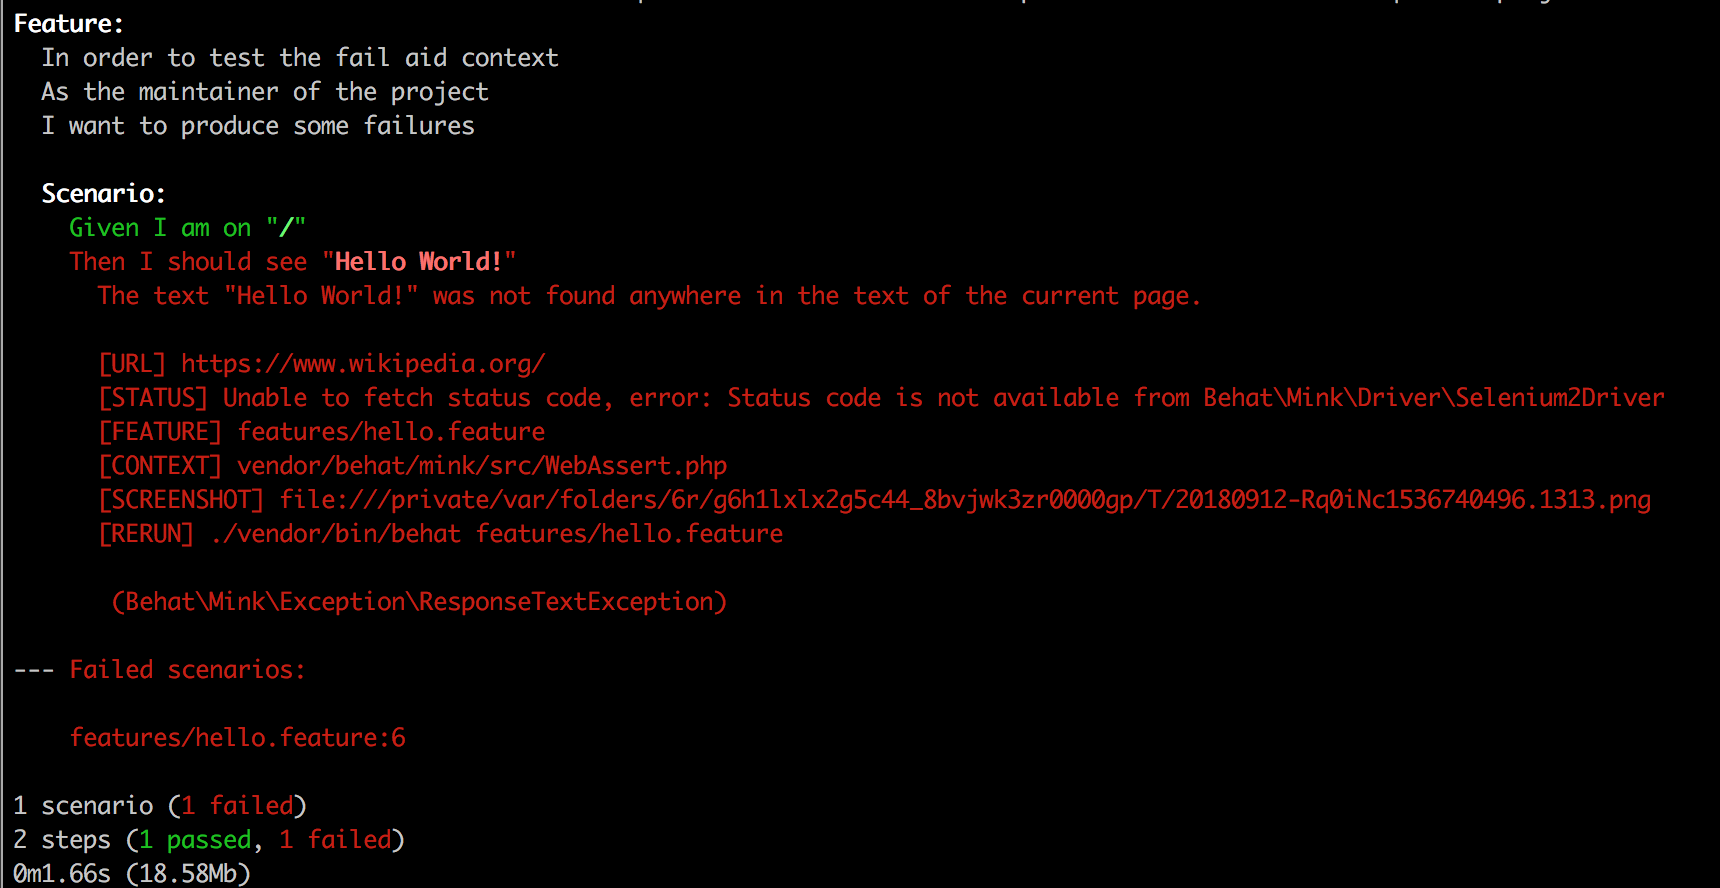 Feature:
In order to test the fail aid context
As the maintainer of the project
I want to produce some failures
Scenario:
Given I am on "/"
Then I should see "Hello World!"
The text "Hello World!" was not found anywhere in the text of the current page.
[URL] https://www.wikipedia.org/
[STATUS] Unable to fetch status code, error: Status code is not available from Behat\Mink\Driver\Selenium2Driver
[FEATURE] features/hello.feature
[CONTEXT] vendor/behat/mink/src/WebAssert.php
[SCREENSHOT] file:///private/var/folders/6r/g6h1lxlx2g5c44_8bvjwk3zr0000gp/T/20180912-Rq0iNc1536740496.1313.png
[RERUN] ./vendor/bin/behat features/hello.feature
(Behat\Mink\Exception\ResponseTextException)
--- Failed scenarios:
features/hello.feature:6
1 scenario (1 failed)
2 steps (1 passed, 1 failed)
0m1.66s (18.58Mb)